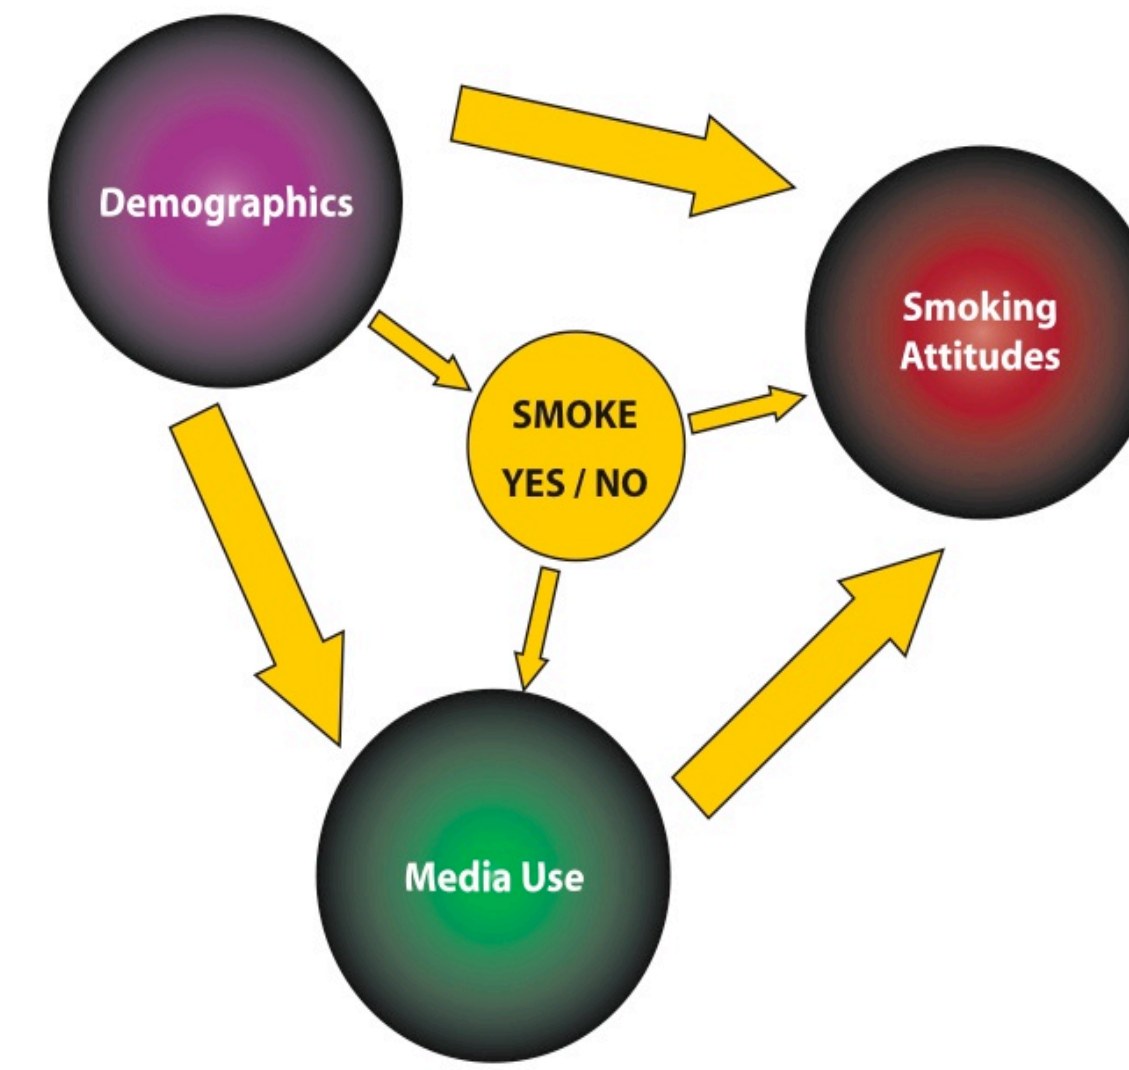 Demographics
Smoking
Attitudes
SMOKE
YES / NO
Media Use